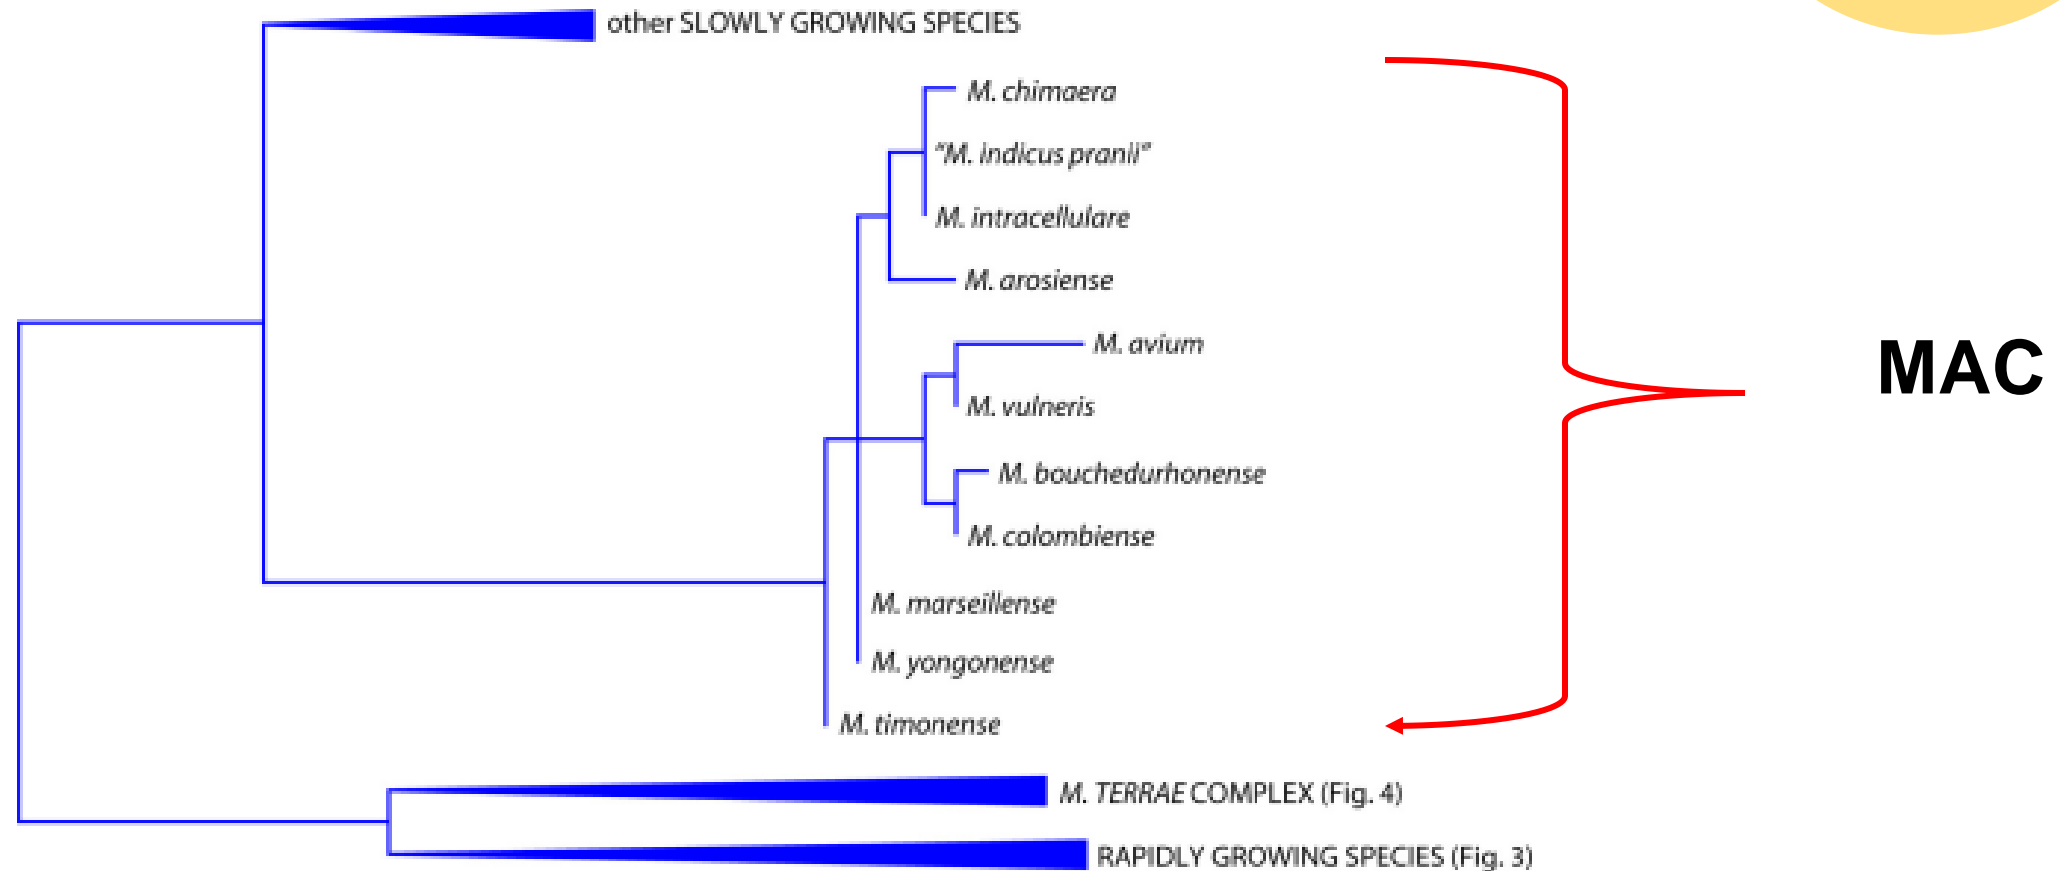 other SLOWLY GROWING SPECIES
M. chimaera
"M. indicus pranii"
M. intracellulare
M. arosiense
M. avium
M. vulneris
M. bouchedurhonense
M. colombiense
M. marseillense
M. yongonense
M. timonense
M. TERRAE COMPLEX (Fig. 4)
RAPIDLY GROWING SPECIES (Fig. 3)
MAC